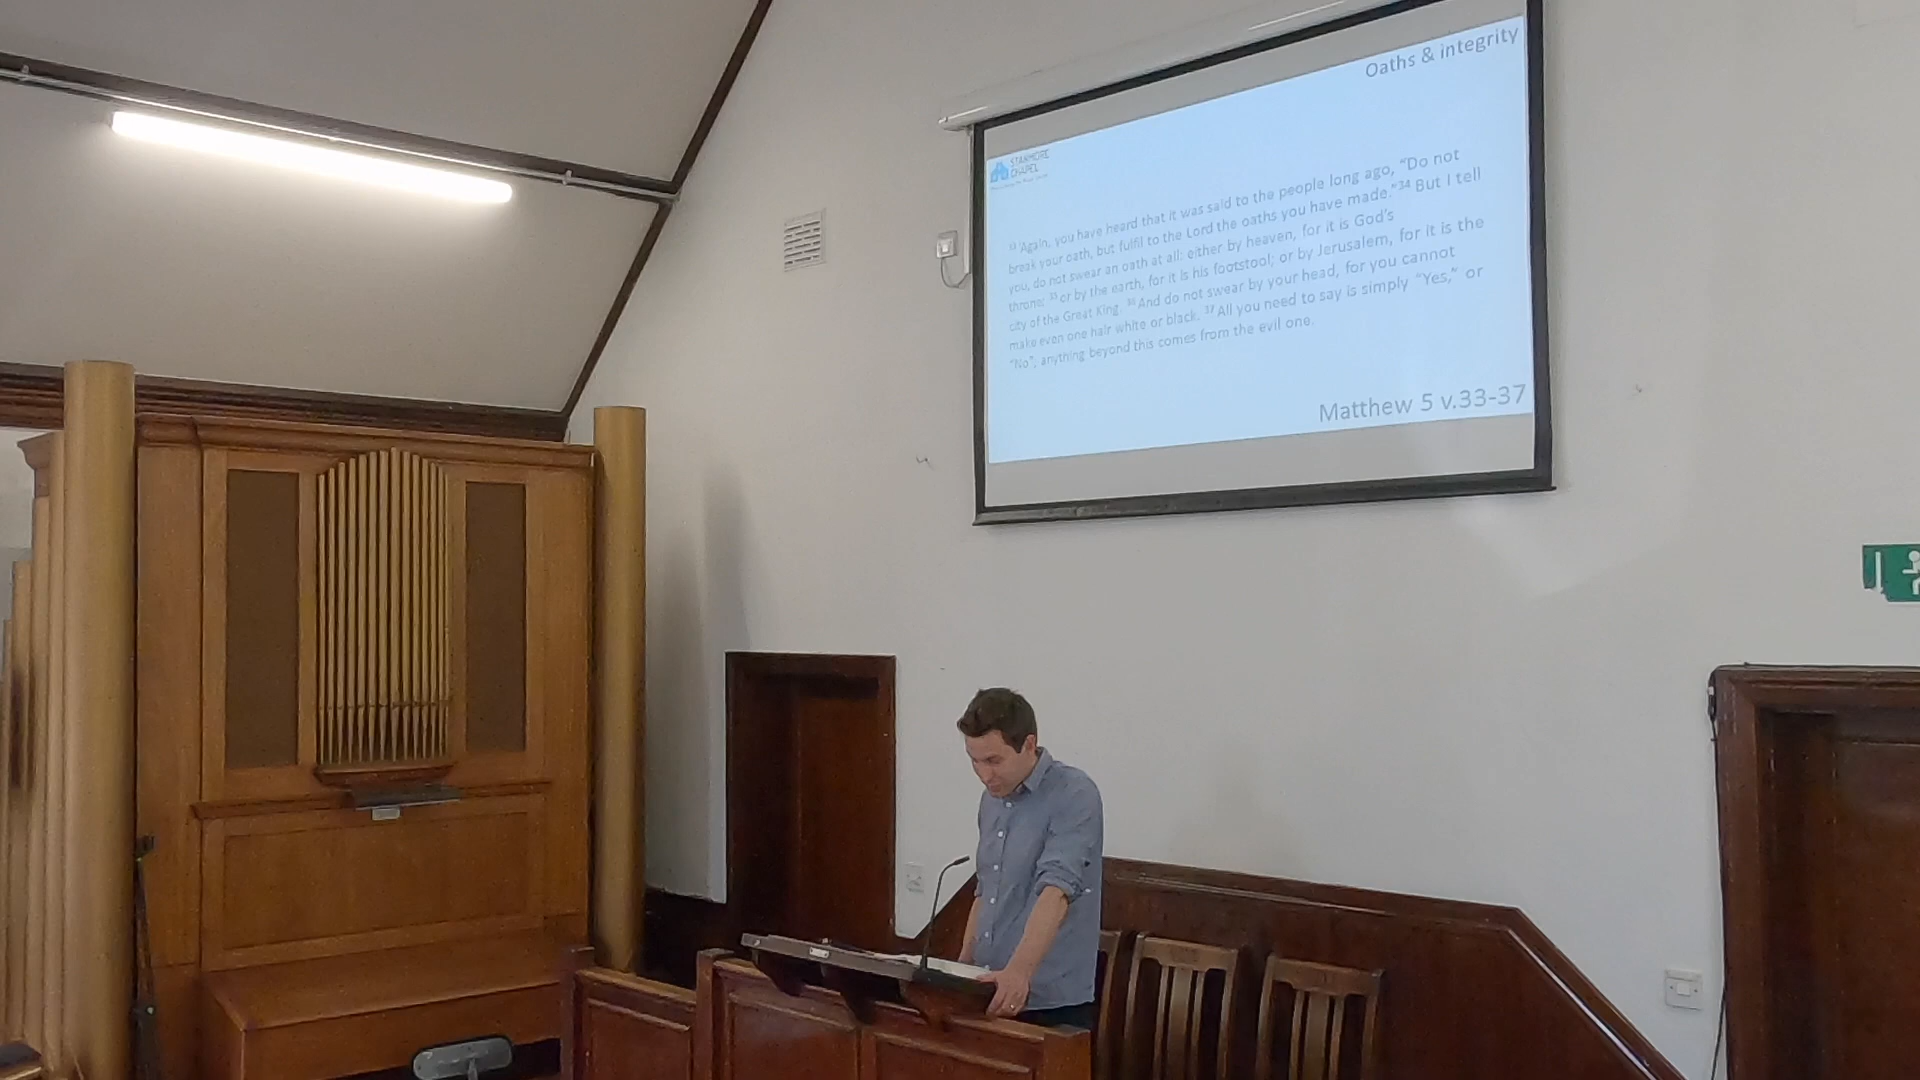 Oaths & integrity
STANMORE
CHAPEL
³³ 'Again, you have heard that it was said to the people long ago, “Do not
break your oath, but fulfil to the Lord the oaths you have made.”³⁴ But I tell
you, do not swear an oath at all: either by heaven, for it is God's
throne; ³⁵ or by the earth, for it is his footstool; or by Jerusalem, for it is the
city of the Great King. ³⁶ And do not swear by your head, for you cannot
make even one hair white or black. ³⁷ All you need to say is simply “Yes,” or
“No”; anything beyond this comes from the evil one.
Matthew 5 v.33-37